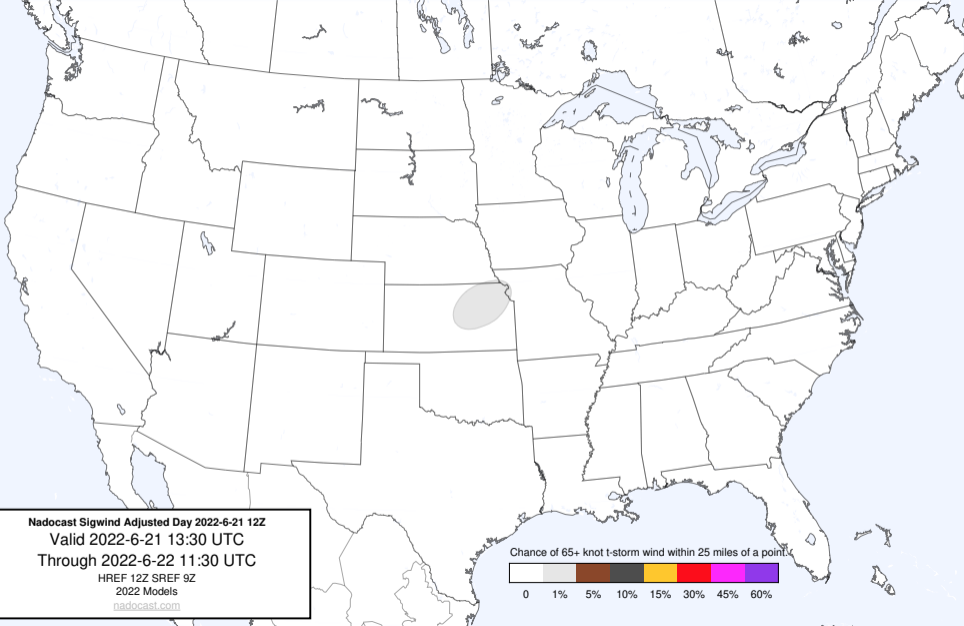 Nadocast Sigwind Adjusted Day 2022-6-21 12Z
Valid 2022-6-21 13:30 UTC
Through 2022-6-22 11:30 UTC
HREF 12Z SREF 9Z
2022 Models
nadocast.com
Chance of 65+ knot t-storm wind within 25 miles of a point.
0 1% 5% 10% 15% 30% 45% 60%